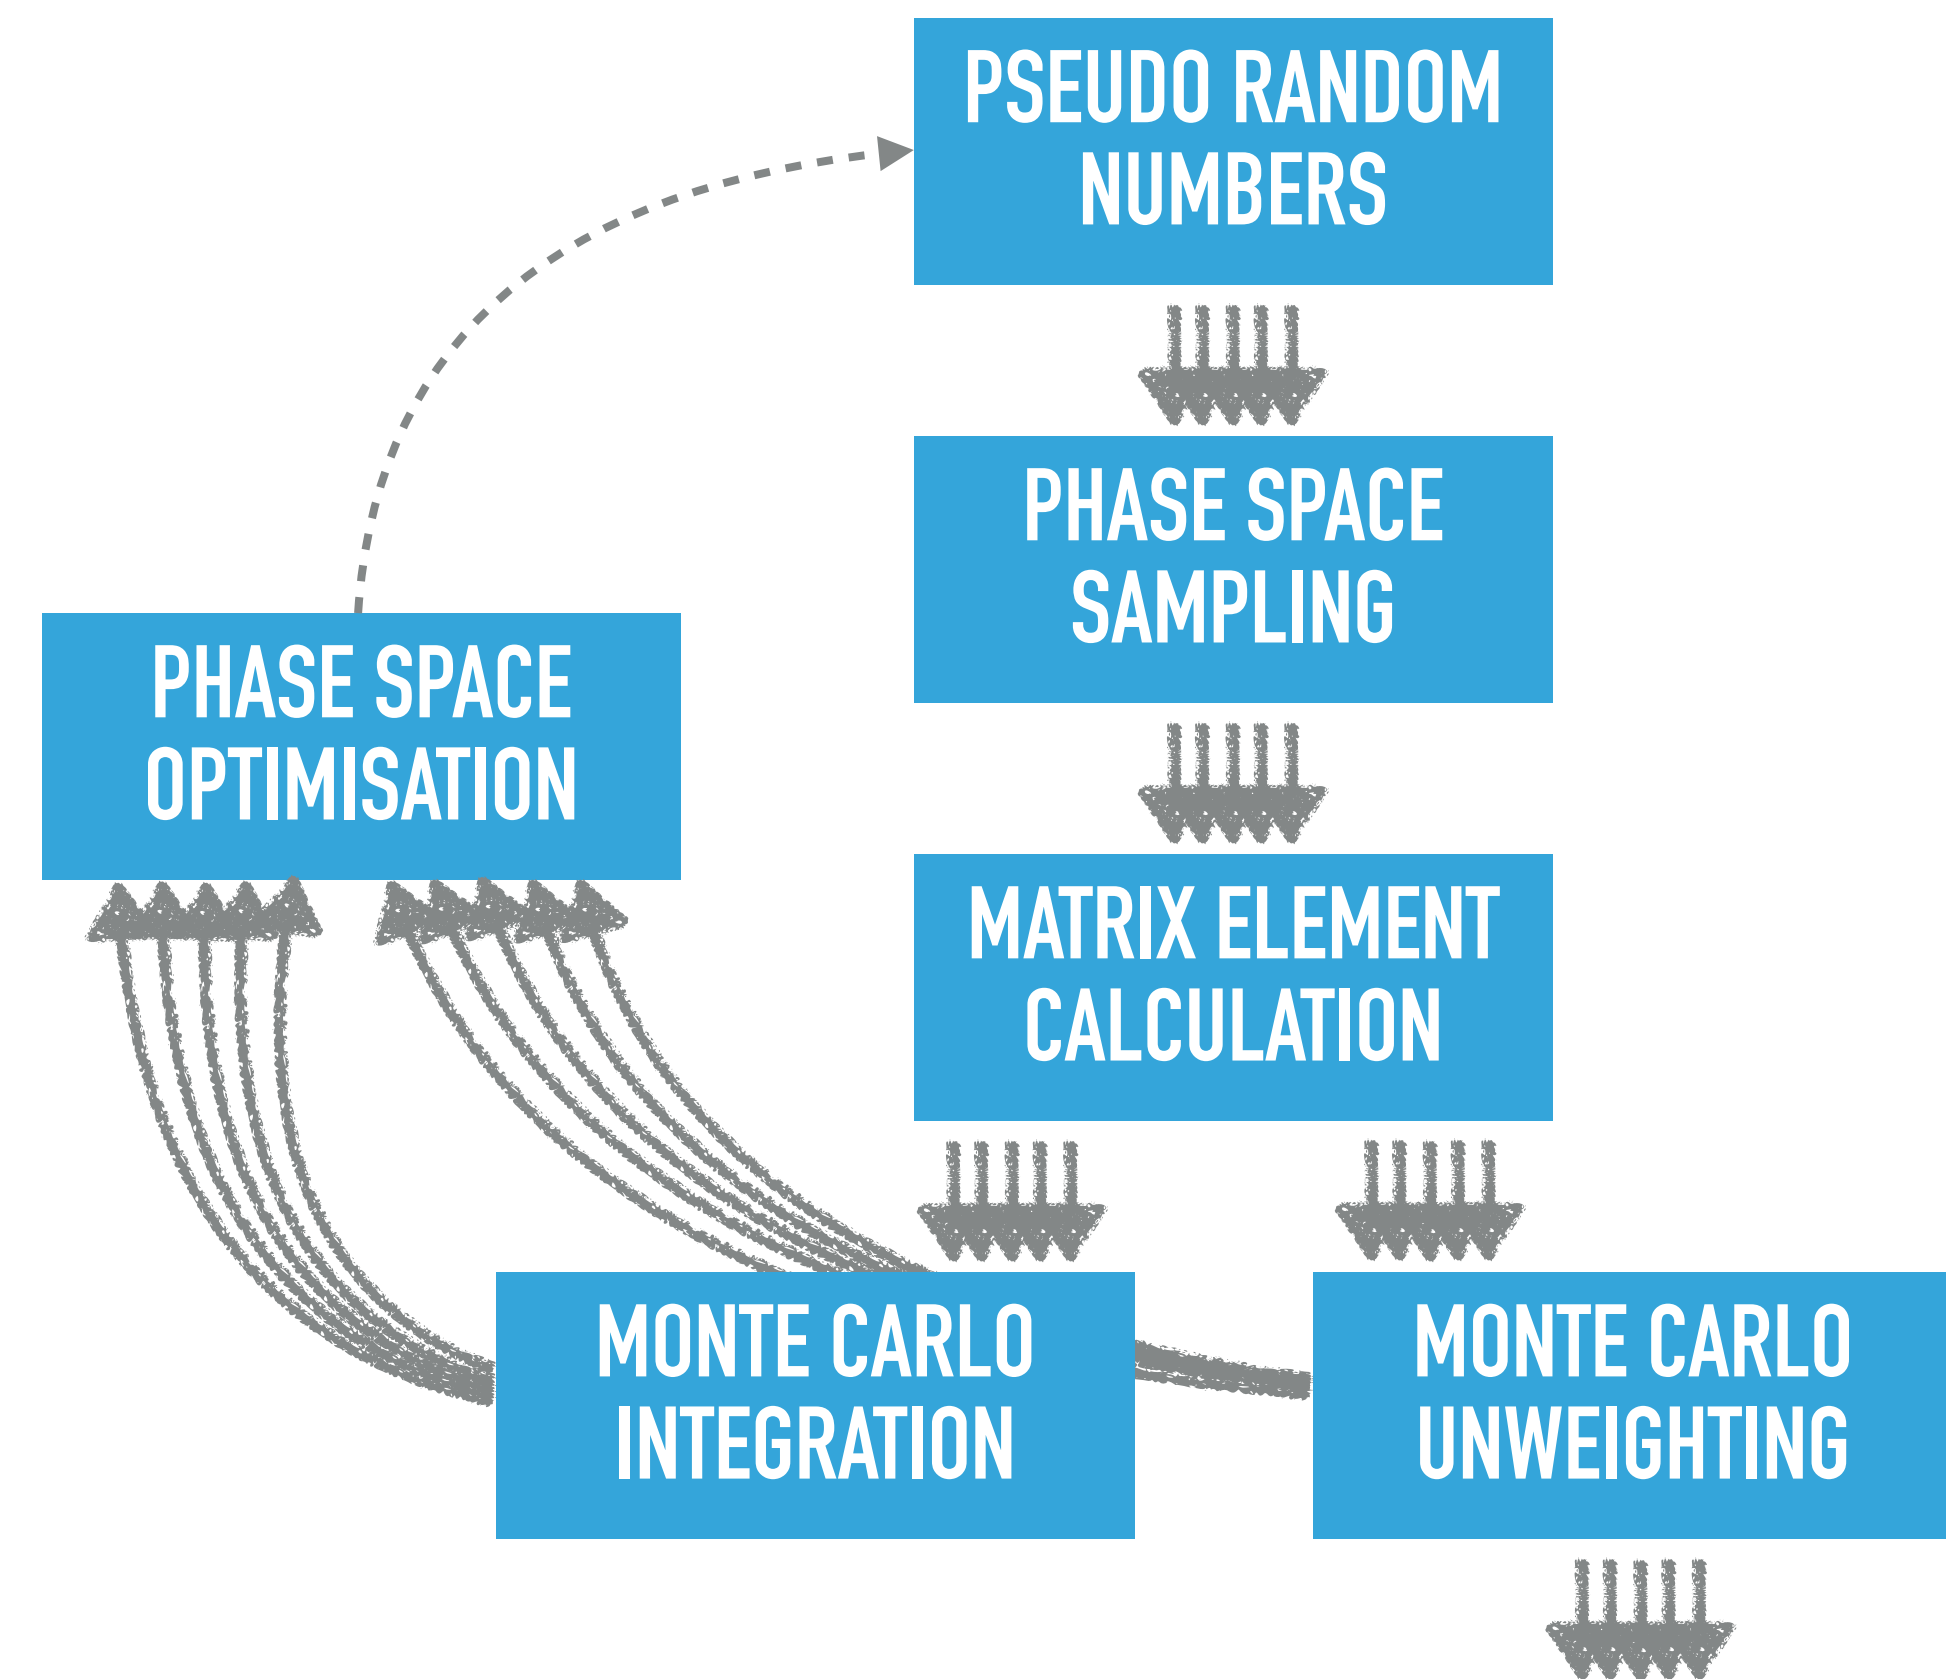 PSEUDO RANDOM
NUMBERS
PHASE SPACE
SAMPLING
PHASE SPACE
OPTIMISATION
MATRIX ELEMENT
CALCULATION
MONTE CARLO
INTEGRATION
MONTE CARLO
UNWEIGHTING